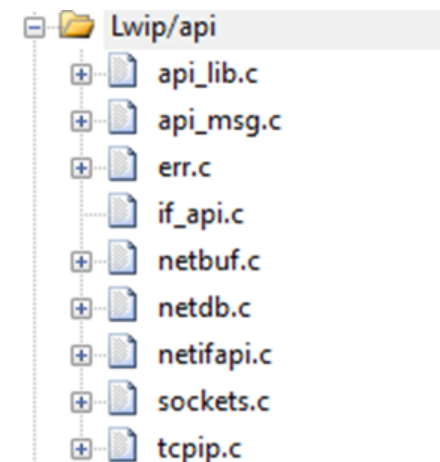 Lwip/api
api_lib.c
api_msg.c
err.c
if_api.c
netbuf.c
netdb.c
netifapi.c
sockets.c
tcpip.c